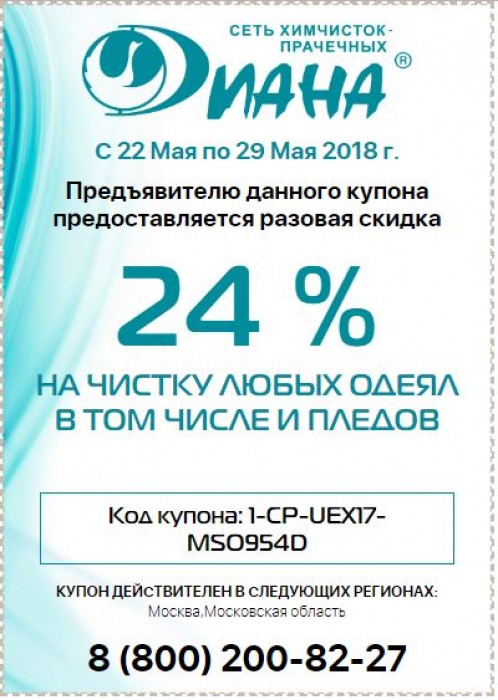 СЕТЬ ХИМЧИСТОК-
ПРАЧЕЧНЫХ
ДИАНА®
С 22 Мая по 29 Мая 2018 г.
Предъявителю данного купона
предоставляется разовая скидка
24 %
НА ЧИСТКУ ЛЮБЫХ ОДЕЯЛ
В ТОМ ЧИСЛЕ И ПЛЕДОВ
Код купона: 1-CP-UEX17-
MSO954D
КУПОН ДЕЙСТВИТЕЛЕН В СЛЕДУЮЩИХ РЕГИОНАХ:
Москва,Московская область
8 (800) 200-82-27